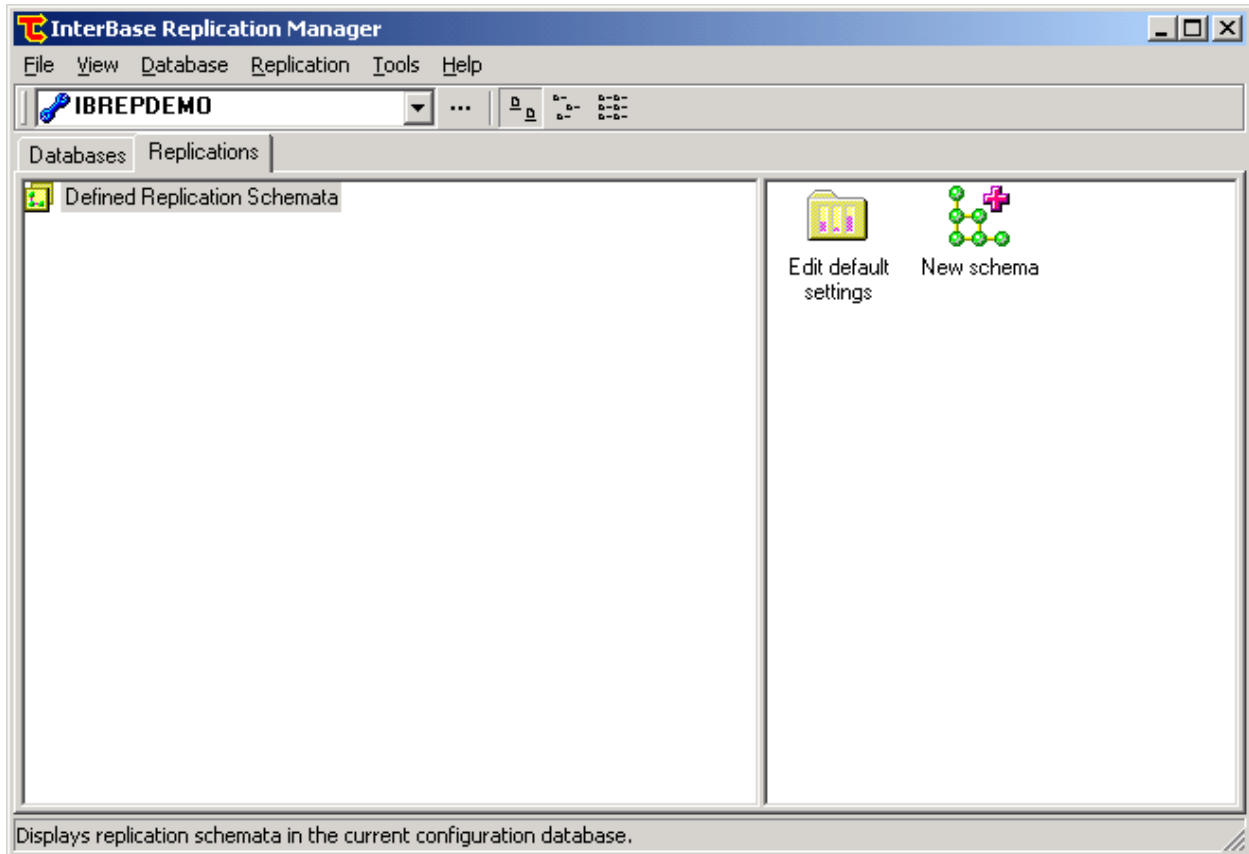 InterBase Replication Manager
File View Database Replication Tools Help
IBREPDEMO ...
Databases Replications
Defined Replication Schemata
Edit default
settings
New schema
Displays replication schemata in the current configuration database.